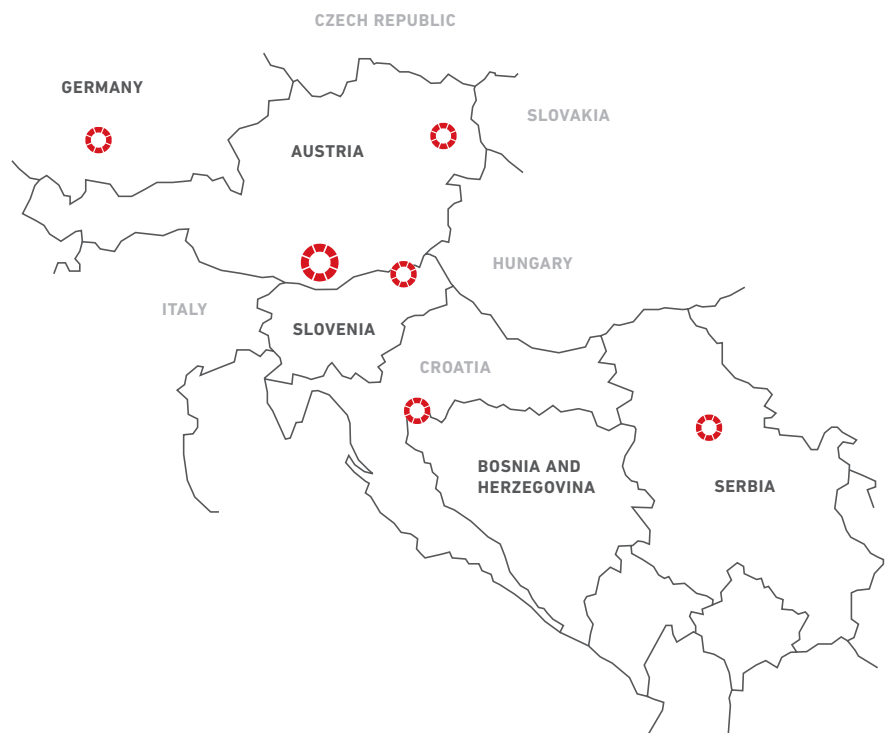 CZECH REPUBLIC
GERMANY
SLOVAKIA
AUSTRIA
HUNGARY
ITALY
SLOVENIA
CROATIA
BOSNIA AND
HERZEGOVINA
SERBIA